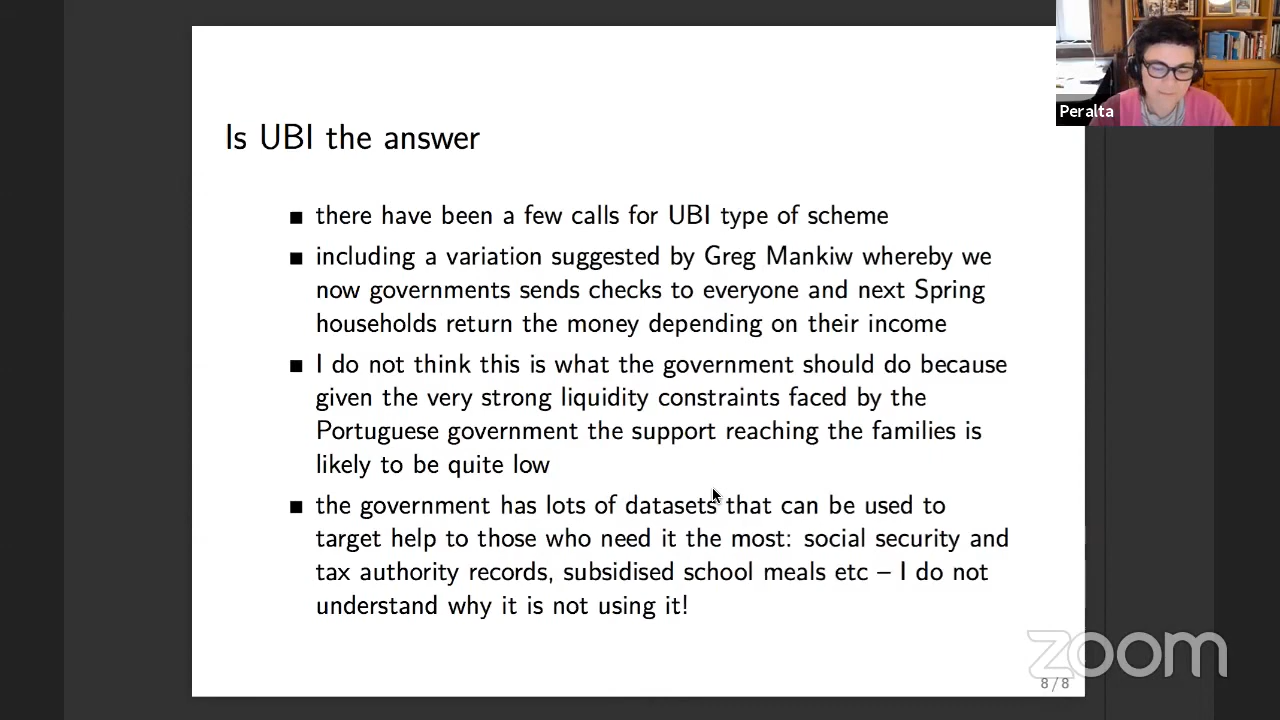 Peralta
Is UBI the answer
■ there have been a few calls for UBI type of scheme
■ including a variation suggested by Greg Mankiw whereby we
now governments sends checks to everyone and next Spring
households return the money depending on their income
■ I do not think this is what the government should do because
given the very strong liquidity constraints faced by the
Portuguese government the support reaching the families is
likely to be quite low
■ the government has lots of datasets that can be used to
target help to those who need it the most: social security and
tax authority records, subsidised school meals etc – I do not
understand why it is not using it!
zoom
8/8